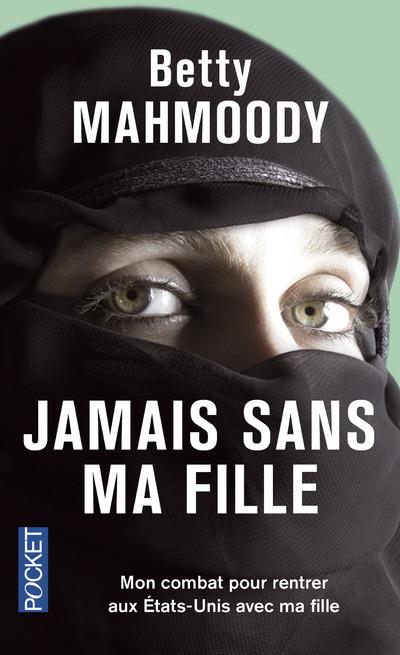 Betty
MAHMOODY
JAMAIS SANS
MA FILLE
POCKET
Mon combat pour rentrer
aux États-Unis avec ma fille